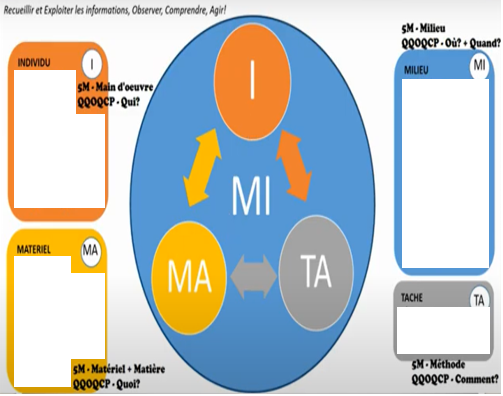 Recueillir et Exploiter les informations, Observer, Comprendre, Agir!
INDIVIDU
I
5M - Main d'oeuvre
QQOQCP - Qui?
MATERIEL
MA
5M - Matériel + Matière
QQOQCP - Quoi?
I
MI
MA
TA
5M - Milieu
QQOQCP - Où? + Quand?
MILIEU
MI
TACHE
TA
5M - Méthode
QQOQCP - Comment?